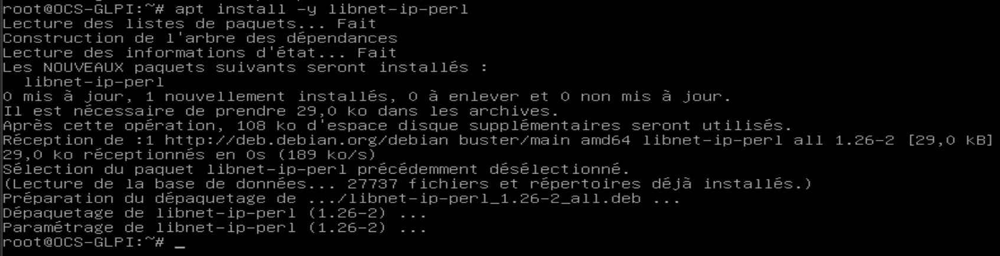 root@OCS-GLPI:~# apt install -y libnet-ip-perl
Lecture des listes de paquets... Fait
Construction de l'arbre des dépendances
Lecture des informations d'état... Fait
Les NOUVEAUX paquets suivants seront installés :
  libnet-ip-perl
0 mis à jour, 1 nouvellement installés, 0 à enlever et 0 non mis à jour.
Il est nécessaire de prendre 29,0 ko dans les archives.
Après cette opération, 108 ko d'espace disque supplémentaires seront utilisés.
Réception de :1 http://deb.debian.org/debian buster/main amd64 libnet-ip-perl all 1.26-2 [29,0 kB]
29,0 ko réceptionnés en 0s (189 ko/s)
Sélection du paquet libnet-ip-perl précédemment désélectionné.
(Lecture de la base de données... 27737 fichiers et répertoires déjà installés.)
Préparation du dépaquetage de .../libnet-ip-perl_1.26-2_all.deb ...
Dépaquetage de libnet-ip-perl (1.26-2) ...
Paramétrage de libnet-ip-perl (1.26-2) ...
root@OCS-GLPI:~# _